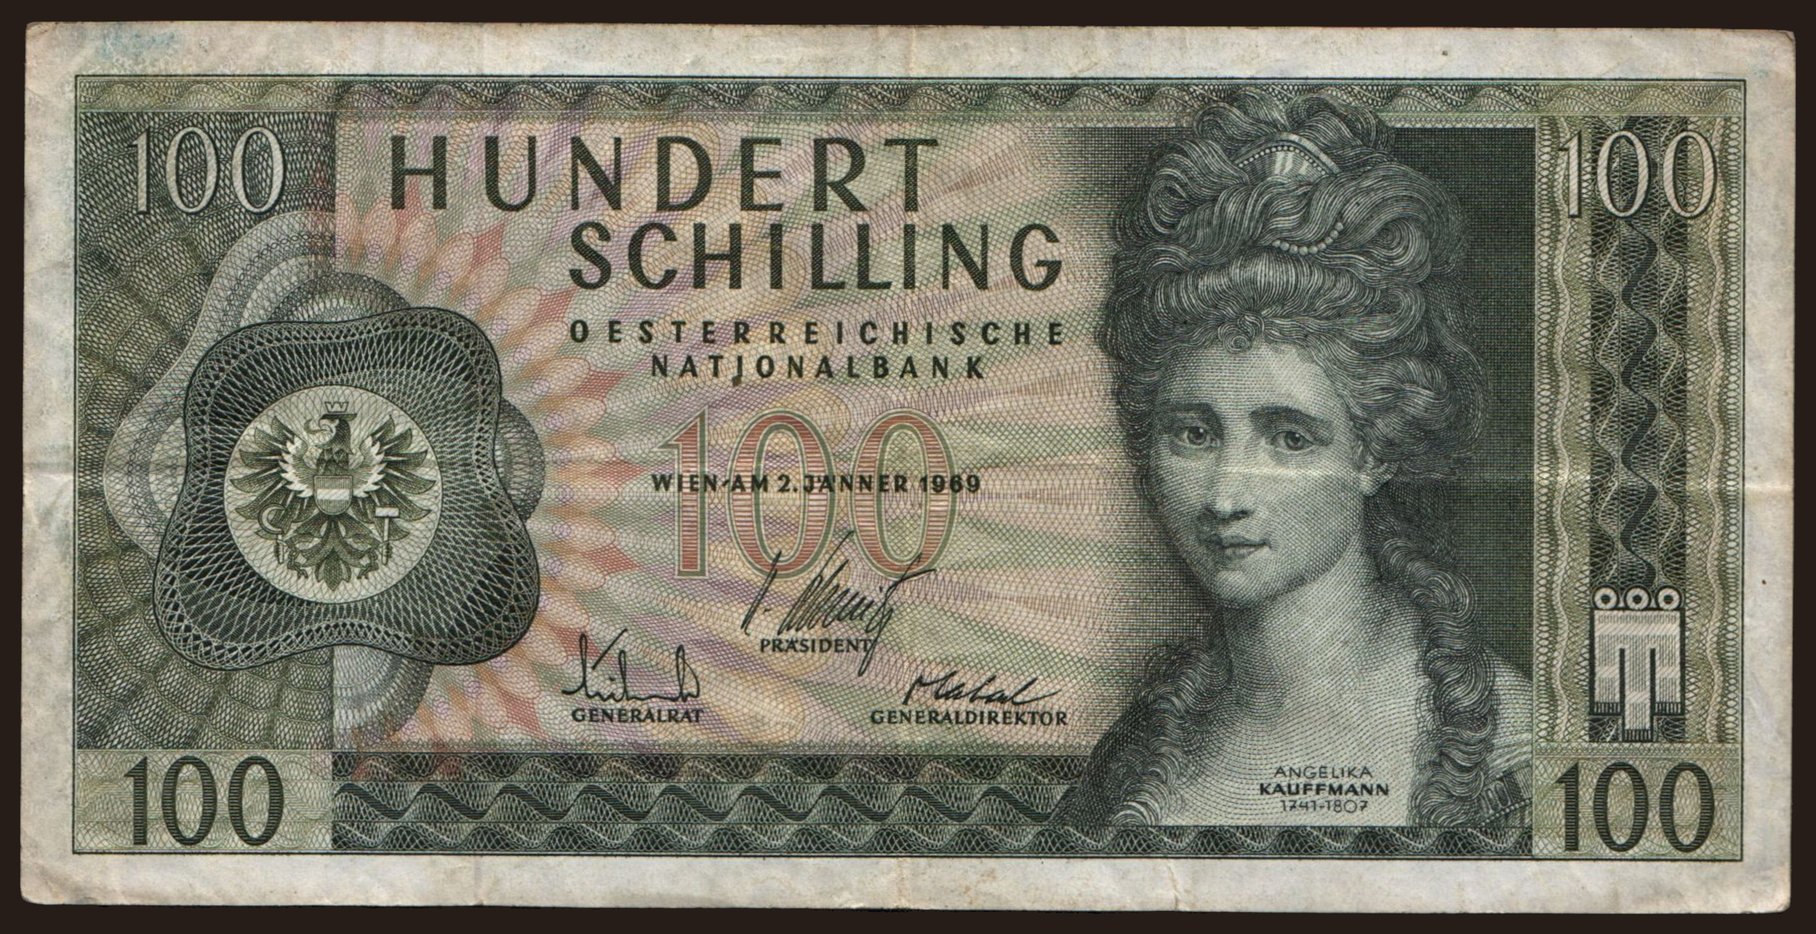 100
HUNDERT
100
SCHILLING
OESTERREICHISCHE
NATIONALBANK
100
WIEN AM 2. JÄNNER 1969
PRÄSIDENT
GENERALRAT
GENERALDIREKTOR
100
ANGELIKA
KAUFFMANN
1741-1807
100